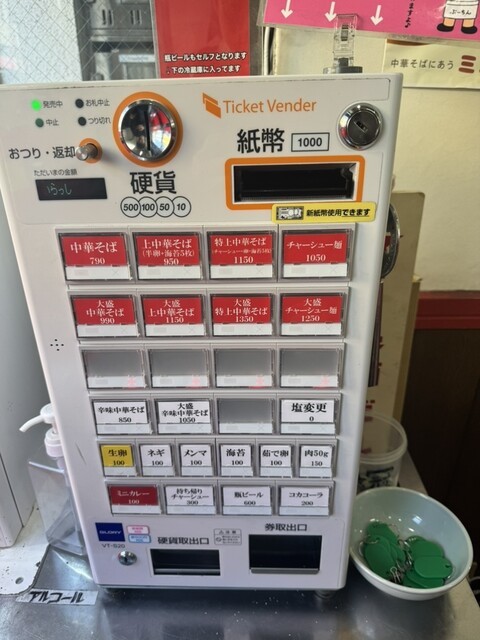 瓶ビールもセルフとなります
↓下の冷蔵庫に入ってます
ますよ♪
ぶーちん
中華そばにあう
発売中
お札中止
中止
つり切れ
Ticket Vender
おつり・返却
ただいまの金額
いらっし
硬貨
500 100 50 10
紙幣 1000
新紙幣使用できます
中華そば
790
上中華そば
(半卵+海苔5枚)
950
特上中華そば
1150
チャーシュー麺
1050
大盛
中華そば
990
大盛
上中華そば
1150
大盛
特上中華そば
1350
大盛
チャーシュー麺
1250
辛味中華そば
850
大盛
辛味中華そば
1050
塩変更
0
生卵
100
ネギ
100
メンマ
100
海苔
100
茹で卵
100
肉50g
150
ミニカレー
100
持ち帰り
チャーシュー
300
瓶ビール
600
コカコーラ
200
GLORY
VT-S20
硬貨取出口
券取出口
アルコール